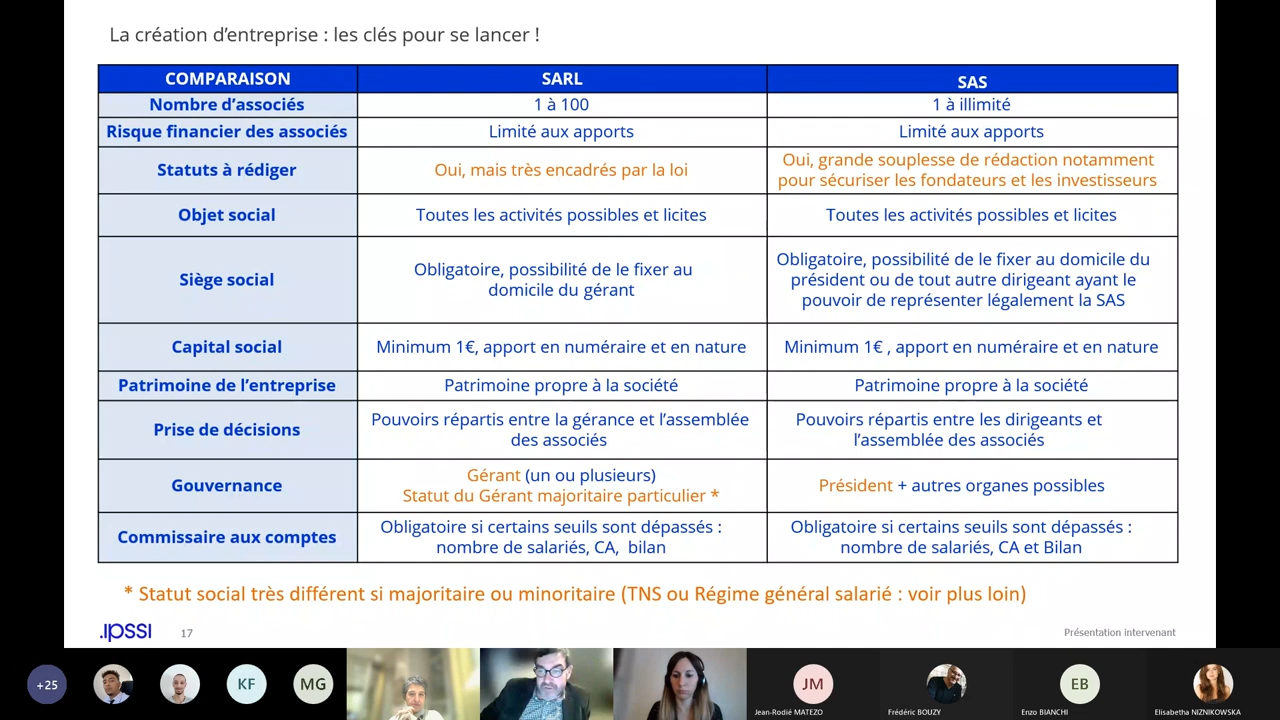 La création d’entreprise : les clés pour se lancer !
COMPARAISON
SARL
SAS
Nombre d’associés
1 à 100
1 à illimité
Risque financier des associés
Limité aux apports
Limité aux apports
Statuts à rédiger
Oui, mais très encadrés par la loi
Oui, grande souplesse de rédaction notamment
pour sécuriser les fondateurs et les investisseurs
Objet social
Toutes les activités possibles et licites
Toutes les activités possibles et licites
Siège social
Obligatoire, possibilité de le fixer au
domicile du gérant
Obligatoire, possibilité de le fixer au domicile du
président ou de tout autre dirigeant ayant le
pouvoir de représenter légalement la SAS
Capital social
Minimum 1€, apport en numéraire et en nature
Minimum 1€ , apport en numéraire et en nature
Patrimoine de l’entreprise
Patrimoine propre à la société
Patrimoine propre à la société
Prise de décisions
Pouvoirs répartis entre la gérance et l’assemblée
des associés
Pouvoirs répartis entre les dirigeants et
l’assemblée des associés
Gouvernance
Gérant (un ou plusieurs)
Statut du Gérant majoritaire particulier *
Président + autres organes possibles
Commissaire aux comptes
Obligatoire si certains seuils sont dépassés :
nombre de salariés, CA, bilan
Obligatoire si certains seuils sont dépassés :
nombre de salariés, CA et Bilan
* Statut social très différent si majoritaire ou minoritaire (TNS ou Régime général salarié : voir plus loin)
.IPSSI
17
Présentation intervenant
+25
KF
MG
JM
Jean-Rodié MATEZO
Frédéric BOUZY
EB
Enzo BIANCHI
Elisabetha NIZNIKOWSKA